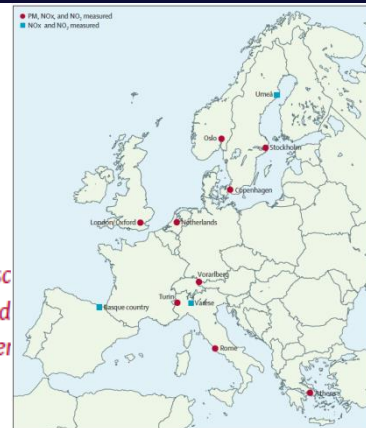 PM, NOx, and NO₂ measured
NOx and NO₂ measured
Umeå
Oslo
Stockholm
Copenhagen
London/Oxford
Netherlands
Vorarlberg
Turin
Varese
Basque country
Rome
Athens
sc
d